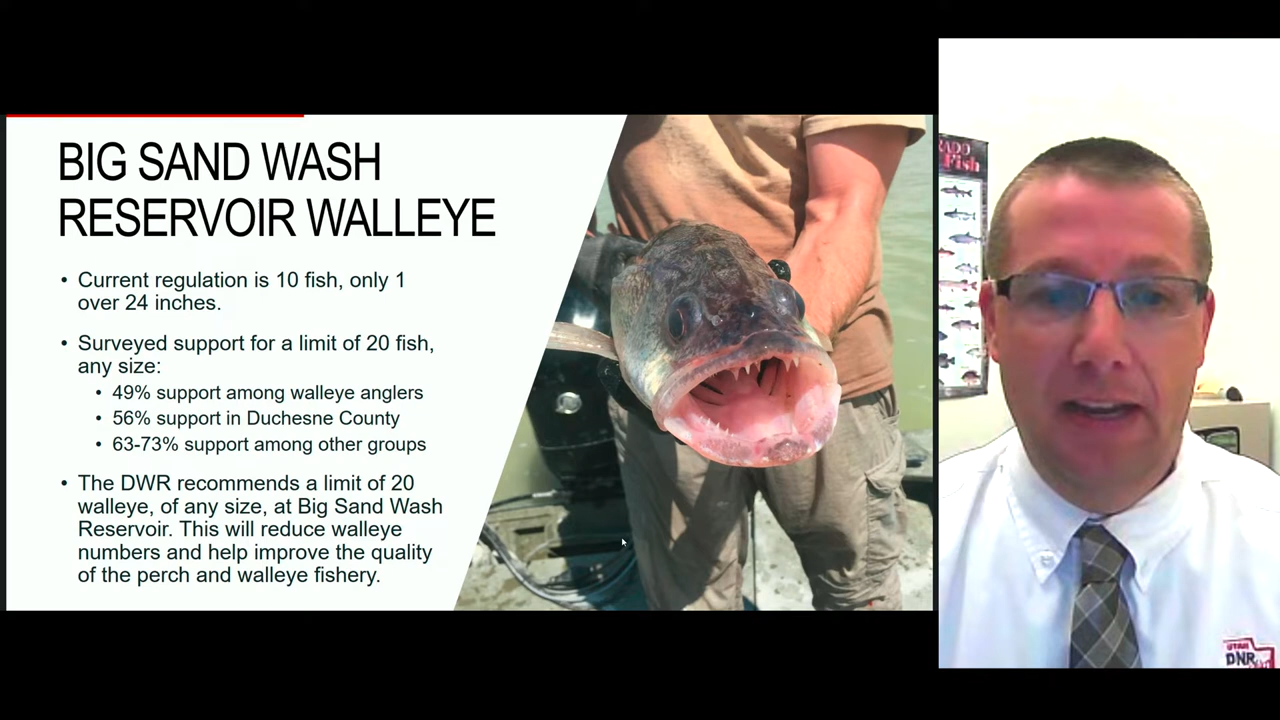 BIG SAND WASH
RESERVOIR WALLEYE
• Current regulation is 10 fish, only 1
over 24 inches.
• Surveyed support for a limit of 20 fish,
any size:
• 49% support among walleye anglers
• 56% support in Duchesne County
• 63-73% support among other groups
• The DWR recommends a limit of 20
walleye, of any size, at Big Sand Wash
Reservoir. This will reduce walleye
numbers and help improve the quality
of the perch and walleye fishery.
Fish
UTAH
DNR